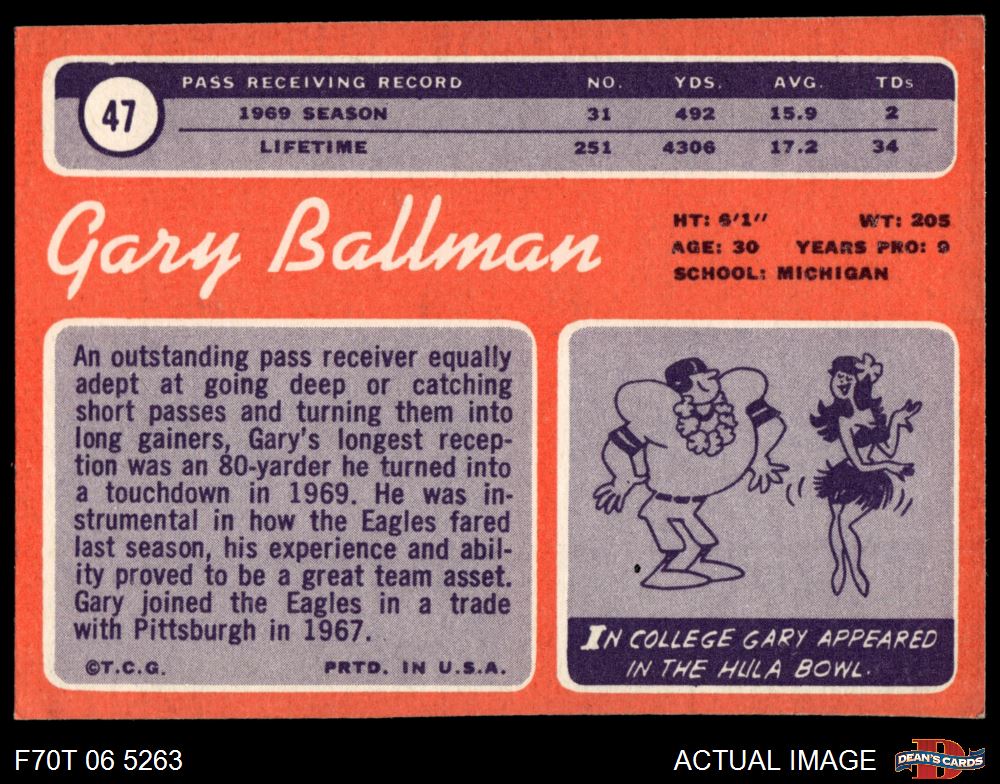 PASS RECEIVING RECORD NO. YDS. AVG. TDs
47
1969 SEASON 31 492 15.9 2
LIFETIME 251 4306 17.2 34
Gary Ballman
HT: 6'1" WT: 205
AGE: 30 YEARS PRO: 9
SCHOOL: MICHIGAN
An outstanding pass receiver equally
adept at going deep or catching
short passes and turning them into
long gainers, Gary's longest recep-
tion was an 80-yarder he turned into
a touchdown in 1969. He was in-
strumental in how the Eagles fared
last season, his experience and abil-
ity proved to be a great team asset.
Gary joined the Eagles in a trade
with Pittsburgh in 1967.
©T.C.G. PRTD. IN U.S.A.
IN COLLEGE GARY APPEARED
IN THE HULA BOWL.
F70T 06 5263 ACTUAL IMAGE
D
DEAN'S CARDS